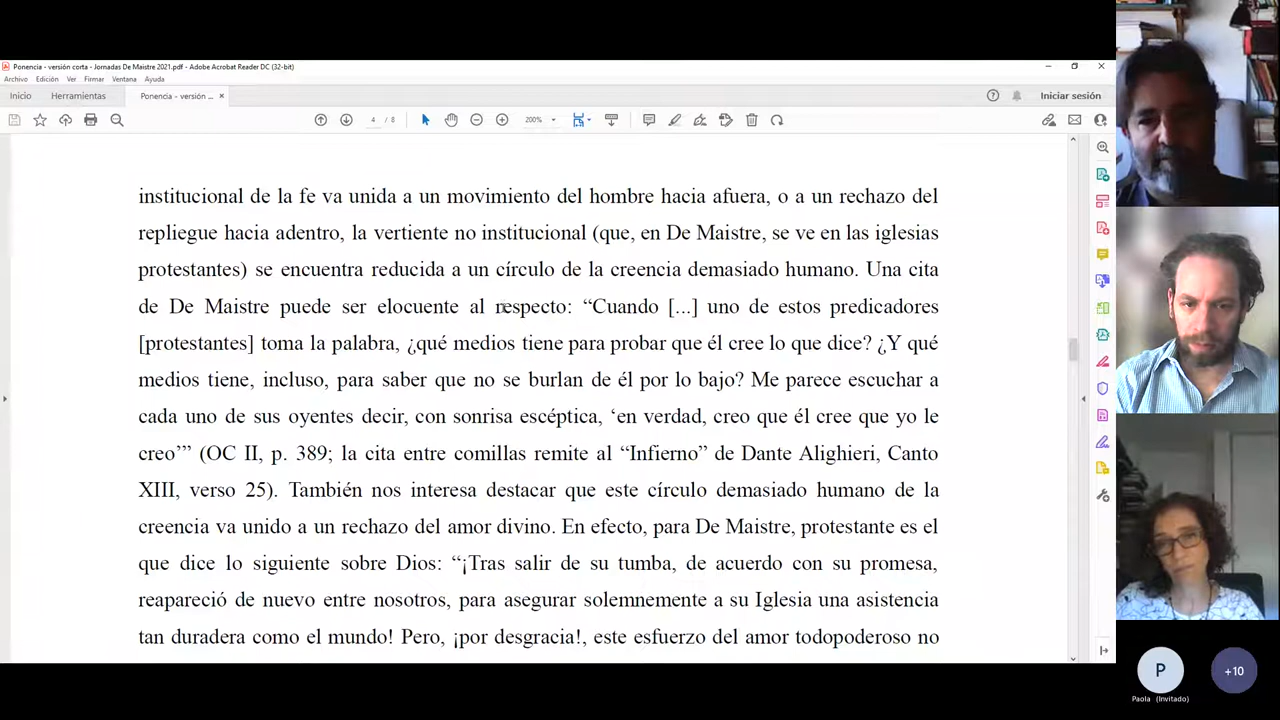 Ponencia - versión corta - Jornadas De Maistre 2021.pdf - Adobe Acrobat Reader DC (32-bit)
Archivo Edición Ver Firmar Ventana Ayuda
Inicio Herramientas Ponencia - versión ... × Iniciar sesión
4 / 8 200%
institucional de la fe va unida a un movimiento del hombre hacia afuera, o a un rechazo del
repliegue hacia adentro, la vertiente no institucional (que, en De Maistre, se ve en las iglesias
protestantes) se encuentra reducida a un círculo de la creencia demasiado humano. Una cita
de De Maistre puede ser elocuente al respecto: “Cuando [...] uno de estos predicadores
[protestantes] toma la palabra, ¿qué medios tiene para probar que él cree lo que dice? ¿Y qué
medios tiene, incluso, para saber que no se burlan de él por lo bajo? Me parece escuchar a
cada uno de sus oyentes decir, con sonrisa escéptica, ‘en verdad, creo que él cree que yo le
creo’” (OC II, p. 389; la cita entre comillas remite al “Infierno” de Dante Alighieri, Canto
XIII, verso 25). También nos interesa destacar que este círculo demasiado humano de la
creencia va unido a un rechazo del amor divino. En efecto, para De Maistre, protestante es el
que dice lo siguiente sobre Dios: “¡Tras salir de su tumba, de acuerdo con su promesa,
reapareció de nuevo entre nosotros, para asegurar solemnemente a su Iglesia una asistencia
tan duradera como el mundo! Pero, ¡por desgracia!, este esfuerzo del amor todopoderoso no
P
+10
Paola (Invitado)